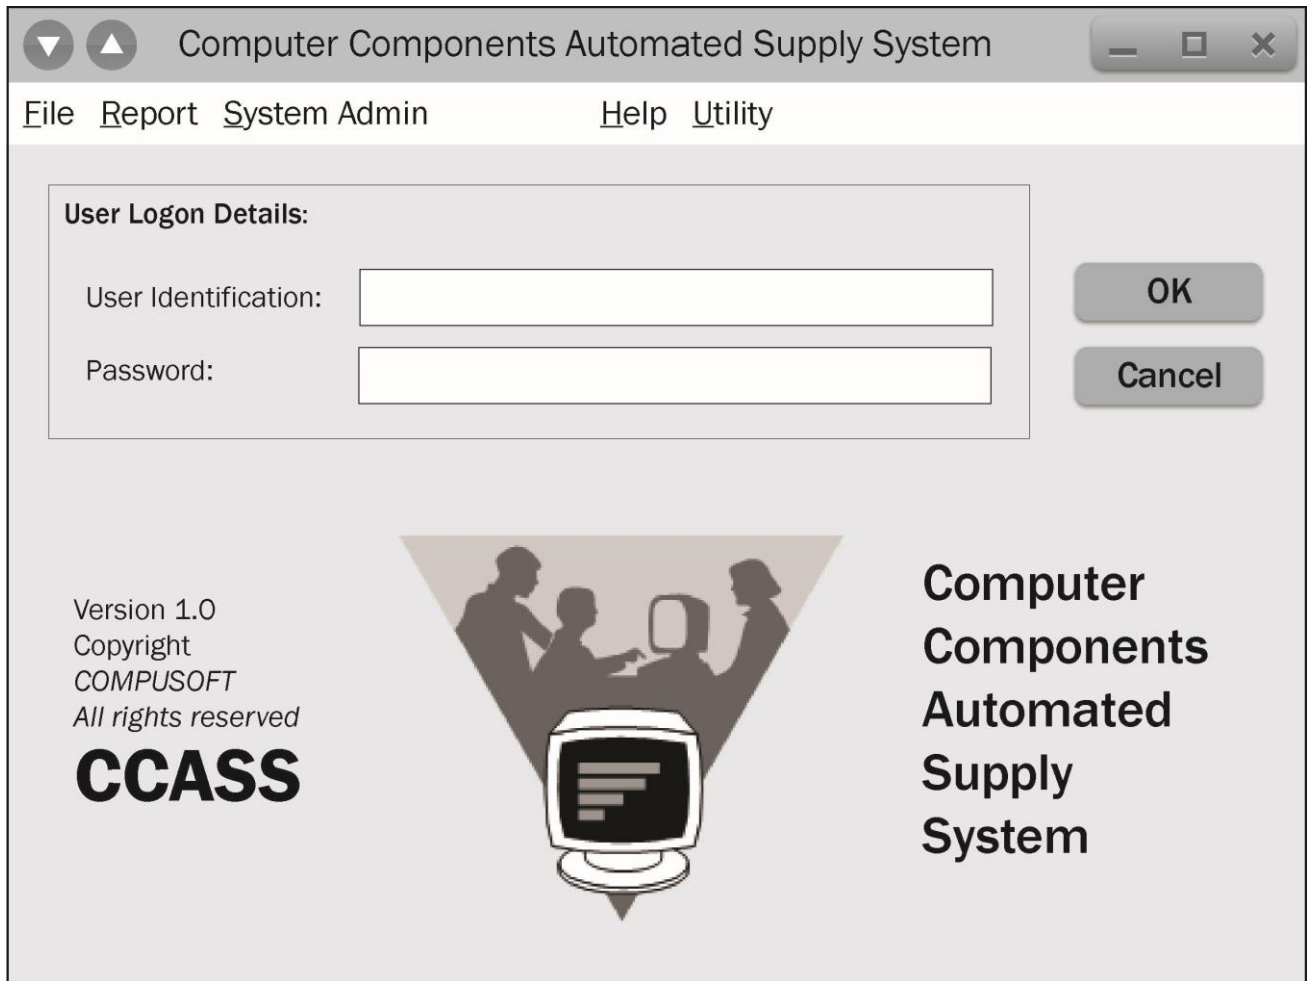 Computer Components Automated Supply System
File Report System Admin Help Utility
User Logon Details:
User Identification:
OK
Password:
Cancel
Version 1.0
Copyright
COMPUSOFT
All rights reserved
CCASS
Computer
Components
Automated
Supply
System